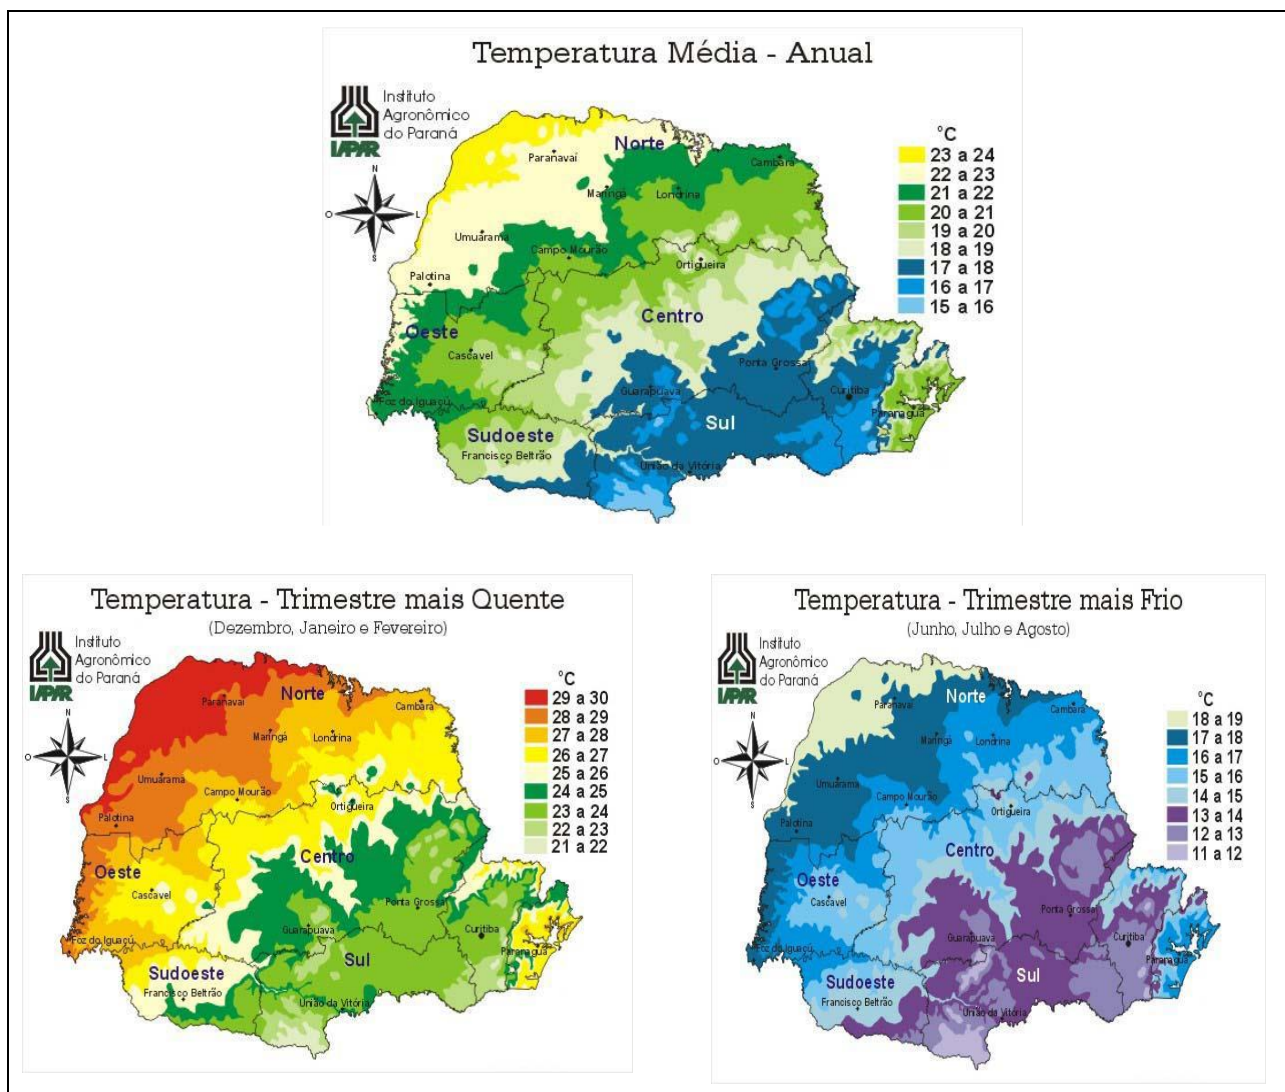 Temperatura Média - Anual
Instituto
Agronômico
do Paraná
IAPAR
N
O
L
S
°C
23 a 24
22 a 23
21 a 22
20 a 21
19 a 20
18 a 19
17 a 18
16 a 17
15 a 16
Norte
Paranavaí
Cambará
Maringá
Londrina
Umuarama
Campo Mourão
Ortigueira
Palotina
Centro
Oeste
Cascavel
Ponta Grossa
Guarapuava
Curitiba
Foz do Iguaçú
Paranaguá
Sul
Sudoeste
Francisco Beltrão
União da Vitória
Temperatura - Trimestre mais Quente
(Dezembro, Janeiro e Fevereiro)
Instituto
Agronômico
do Paraná
IAPAR
N
O
L
S
°C
29 a 30
28 a 29
27 a 28
26 a 27
25 a 26
24 a 25
23 a 24
22 a 23
21 a 22
Norte
Paranavaí
Cambará
Maringá
Londrina
Umuarama
Campo Mourão
Ortigueira
Palotina
Centro
Oeste
Cascavel
Ponta Grossa
Guarapuava
Curitiba
Foz do Iguaçú
Paranaguá
Sul
Sudoeste
Francisco Beltrão
União da Vitória
Temperatura - Trimestre mais Frio
(Junho, Julho e Agosto)
Instituto
Agronômico
do Paraná
IAPAR
N
O
L
S
°C
18 a 19
17 a 18
16 a 17
15 a 16
14 a 15
13 a 14
12 a 13
11 a 12
Norte
Paranavaí
Cambará
Maringá
Londrina
Umuarama
Campo Mourão
Ortigueira
Palotina
Centro
Oeste
Cascavel
Ponta Grossa
Guarapuava
Curitiba
Foz do Iguaçú
Paranaguá
Sul
Sudoeste
Francisco Beltrão
União da Vitória